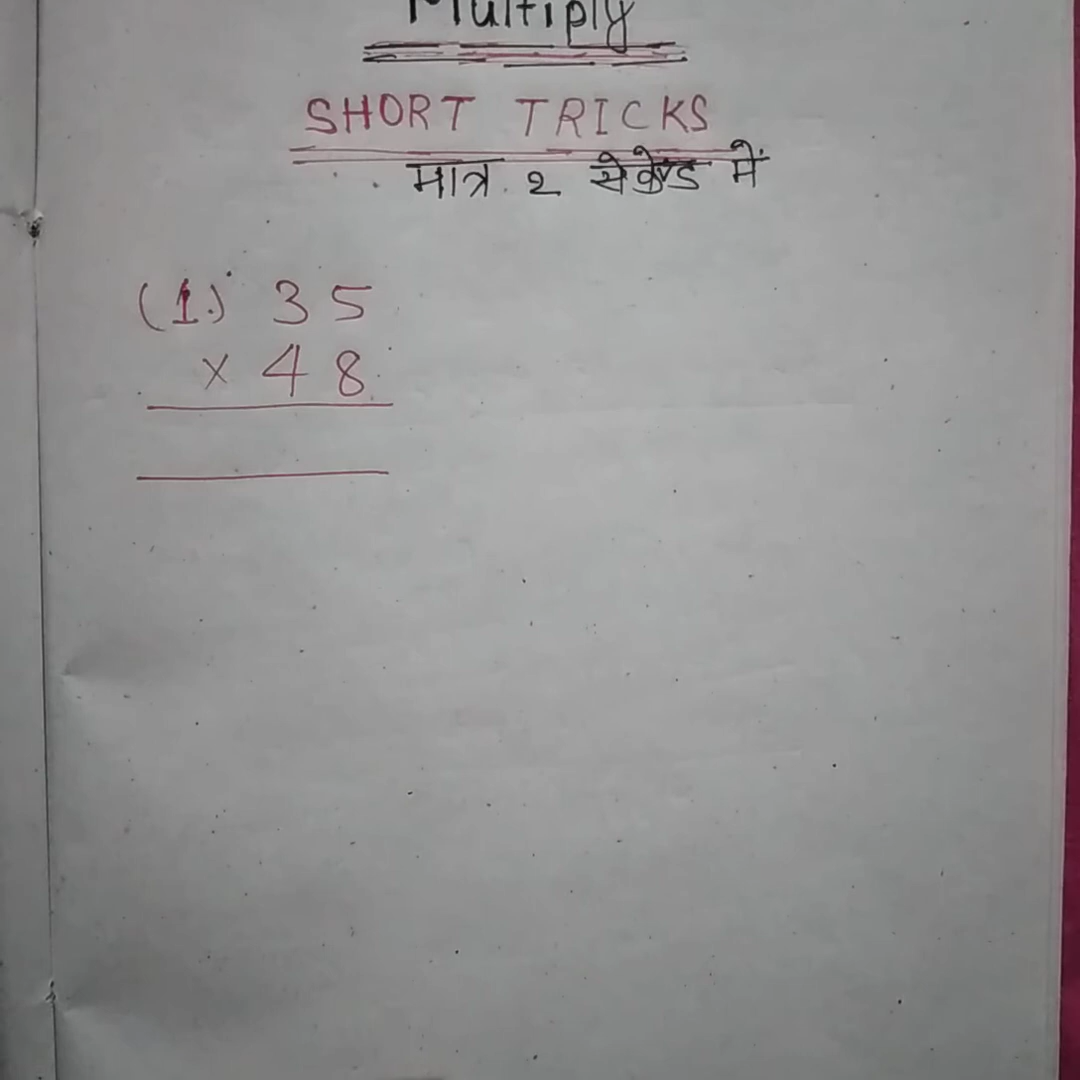 Multiply
SHORT TRICKS
मात्र 2 सेकेण्ड में
(1.) 35
× 48